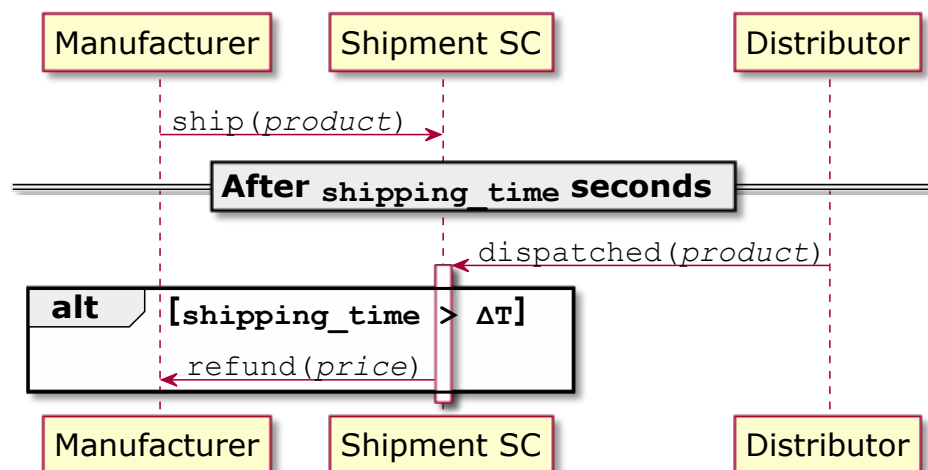 Manufacturer Shipment SC Distributor
ship(product)
After shipping_time seconds
dispatched(product)
alt [shipping_time > ΔT]
refund(price)
Manufacturer Shipment SC Distributor